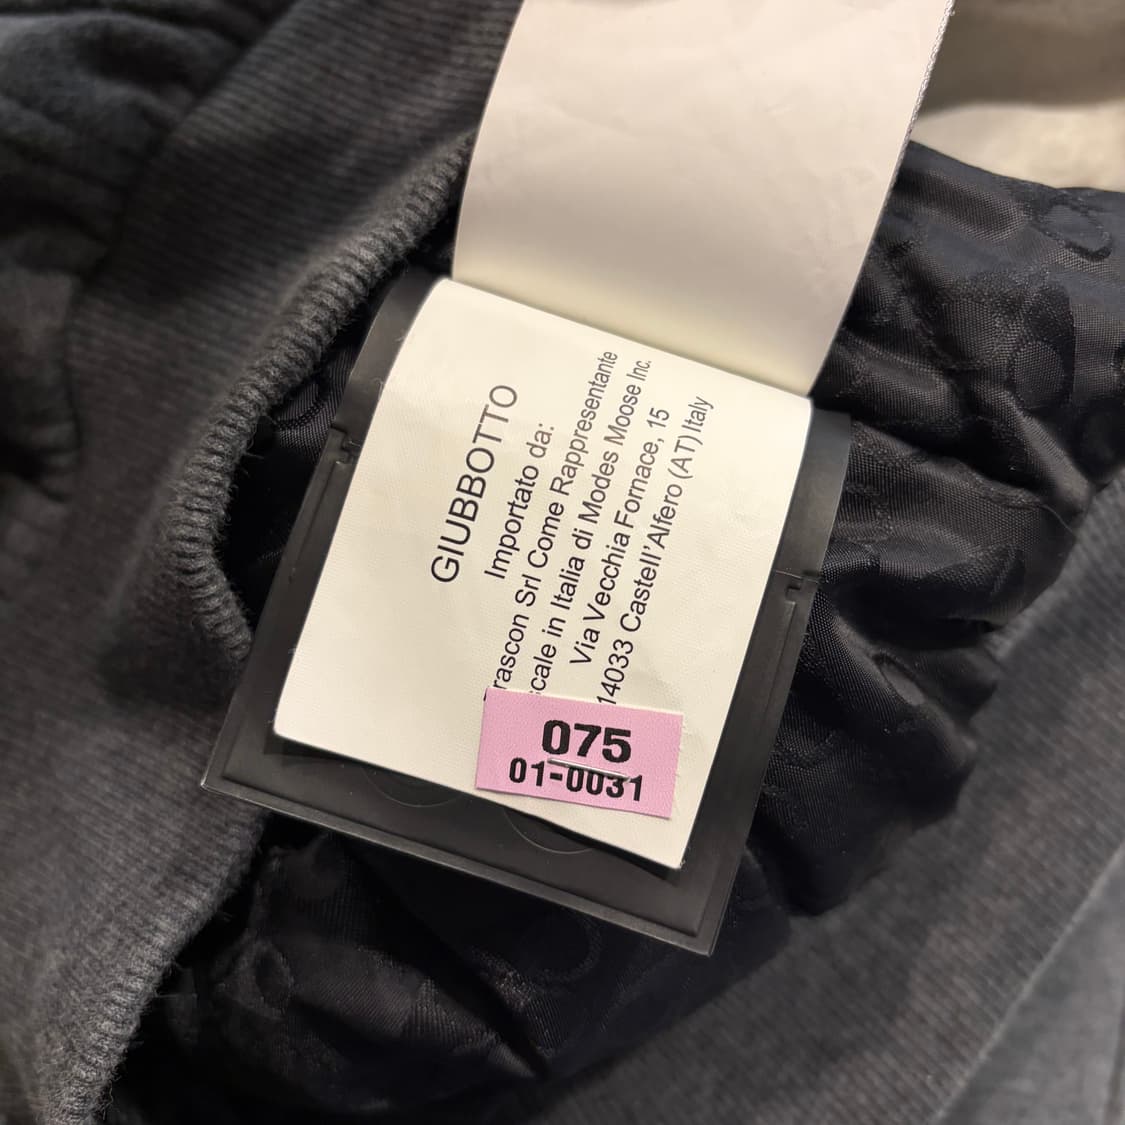 GIUBBOTTO
Importato da:
rascon Srl Come Rappresentante
cale in Italia di Modes Moose Inc.
Via Vecchia Fornace, 15
14033 Castell'Alfero (AT) Italy
075
01-0031